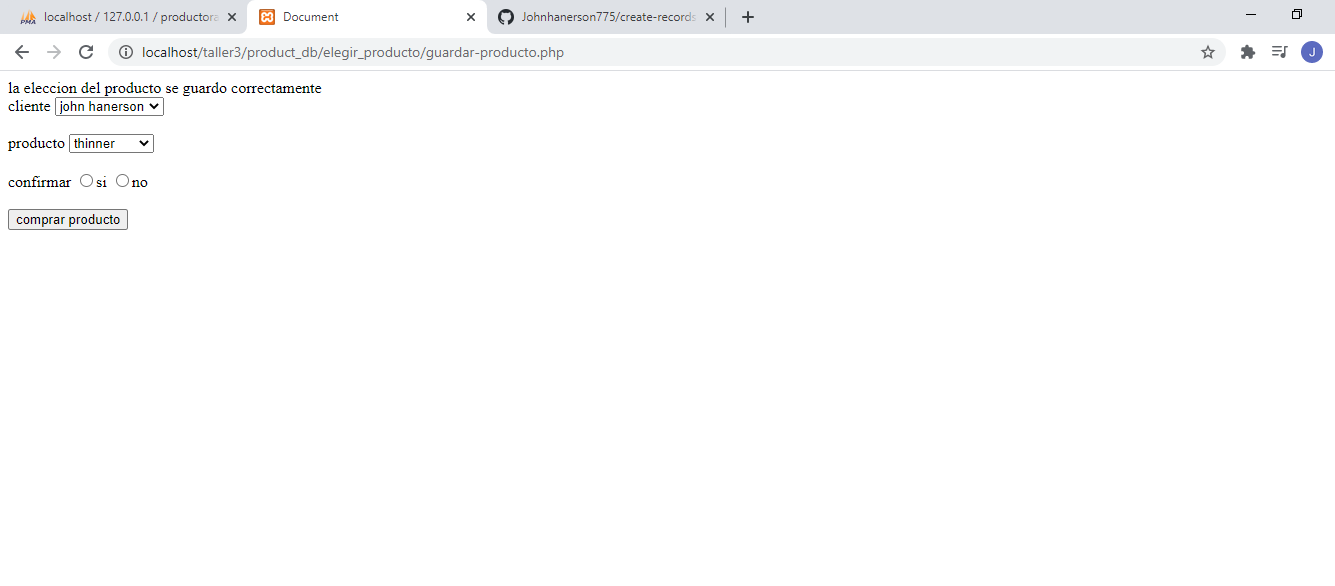 PMA localhost / 127.0.0.1 / productora
Document
Johnhanerson775/create-records
localhost/taller3/product_db/elegir_producto/guardar-producto.php
J
la eleccion del producto se guardo correctamente
cliente john hanerson
producto thinner
confirmar si no
comprar producto